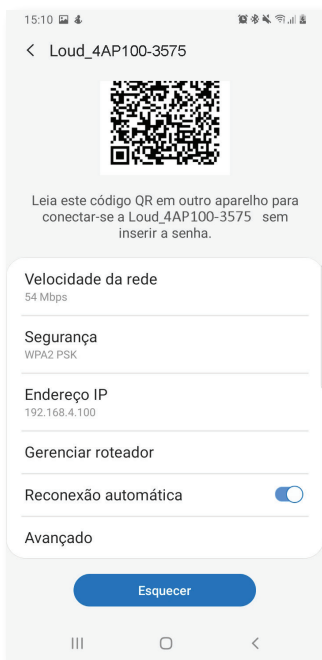 15:10
Loud_4AP100-3575
Leia este código QR em outro aparelho para
conectar-se a Loud_4AP100-3575 sem
inserir a senha.
Velocidade da rede
54 Mbps
Segurança
WPA2 PSK
Endereço IP
192.168.4.100
Gerenciar roteador
Reconexão automática
Avançado
Esquecer